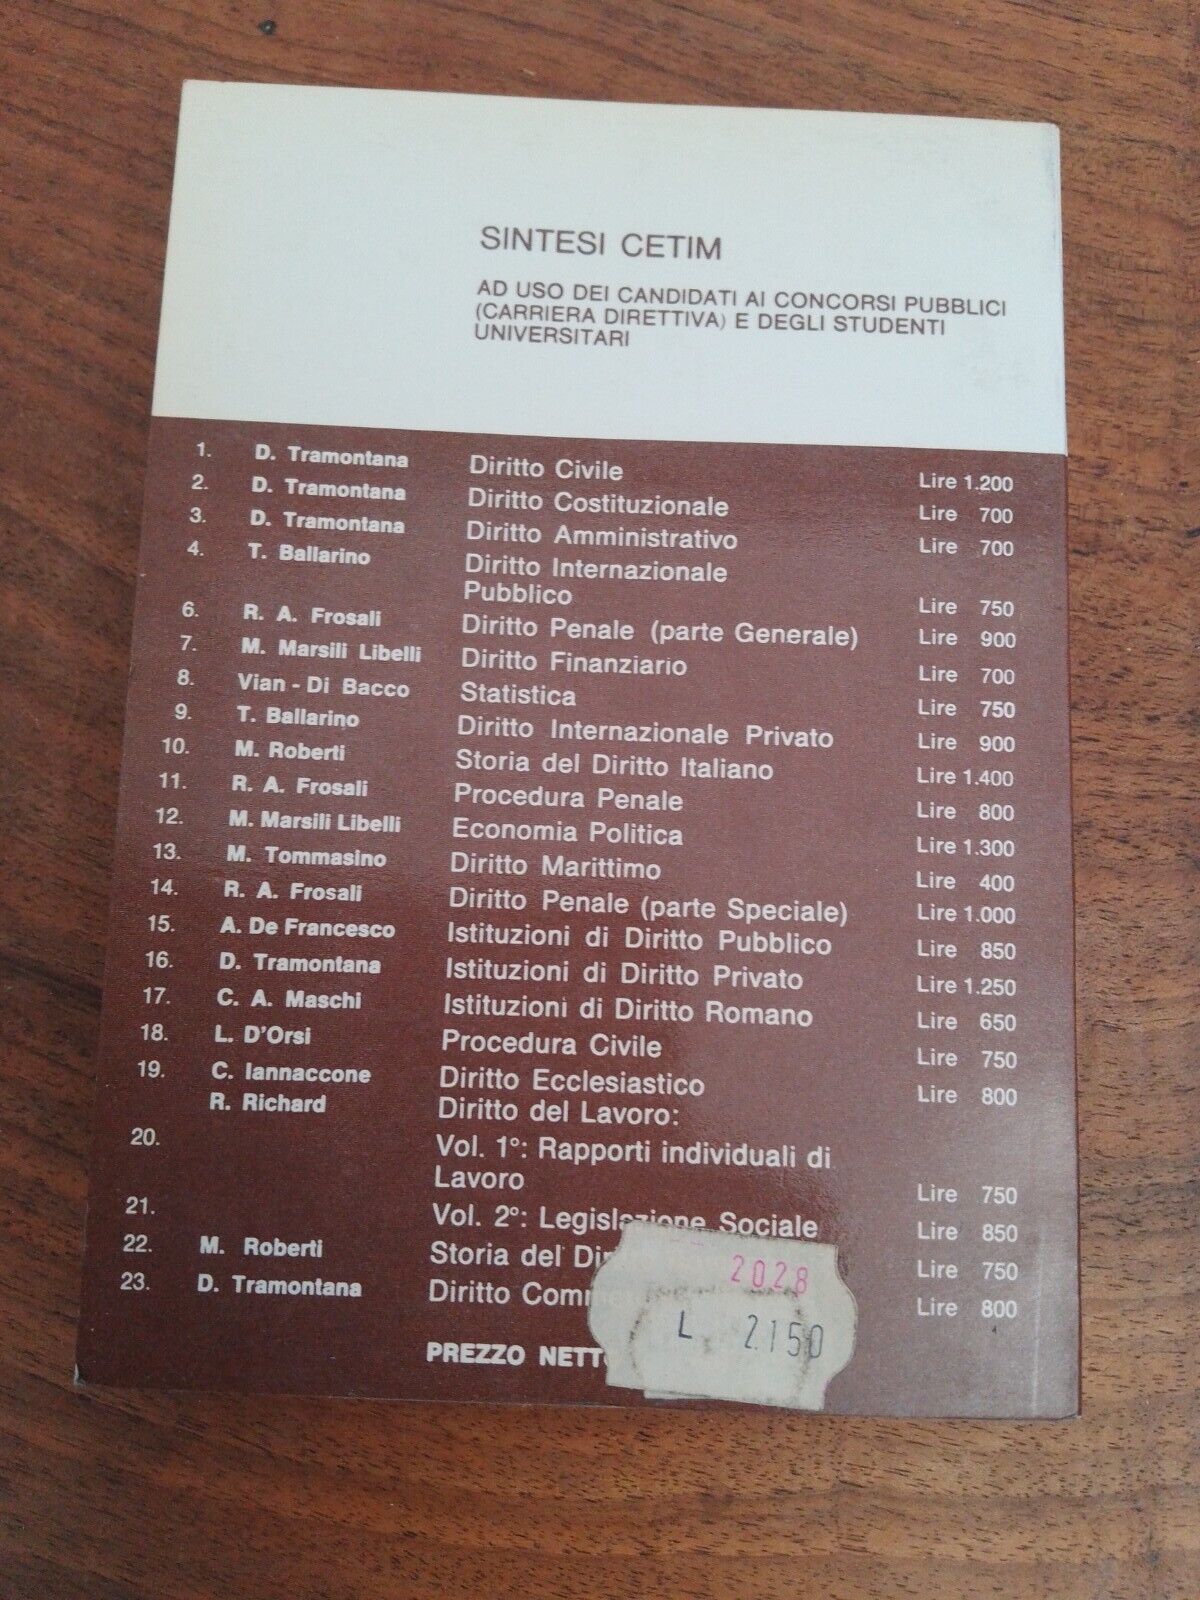 SINTESI CETIM
AD USO DEI CANDIDATI AI CONCORSI PUBBLICI
(CARRIERA DIRETTIVA) E DEGLI STUDENTI
UNIVERSITARI
1. D. Tramontana Diritto Civile Lire 1.200
2. D. Tramontana Diritto Costituzionale Lire 700
3. D. Tramontana Diritto Amministrativo Lire 700
4. T. Ballarino Diritto Internazionale
Pubblico Lire 750
6. R. A. Frosali Diritto Penale (parte Generale) Lire 900
7. M. Marsili Libelli Diritto Finanziario Lire 700
8. Vian - Di Bacco Statistica Lire 750
9. T. Ballarino Diritto Internazionale Privato Lire 900
10. M. Roberti Storia del Diritto Italiano Lire 1.400
11. R. A. Frosali Procedura Penale Lire 800
12. M. Marsili Libelli Economia Politica Lire 1.300
13. M. Tommasino Diritto Marittimo Lire 400
14. R. A. Frosali Diritto Penale (parte Speciale) Lire 1.000
15. A. De Francesco Istituzioni di Diritto Pubblico Lire 850
16. D. Tramontana Istituzioni di Diritto Privato Lire 1.250
17. C. A. Maschi Istituzioni di Diritto Romano Lire 650
18. L. D'Orsi Procedura Civile Lire 750
19. C. Iannaccone Diritto Ecclesiastico Lire 800
R. Richard Diritto del Lavoro:
20. Vol. 1°: Rapporti individuali di
Lavoro Lire 750
21. Vol. 2°: Legislazione Sociale Lire 850
22. M. Roberti Storia del Lire 750
23. D. Tramontana Diritto Lire 800
PREZZO
2028
L 2150